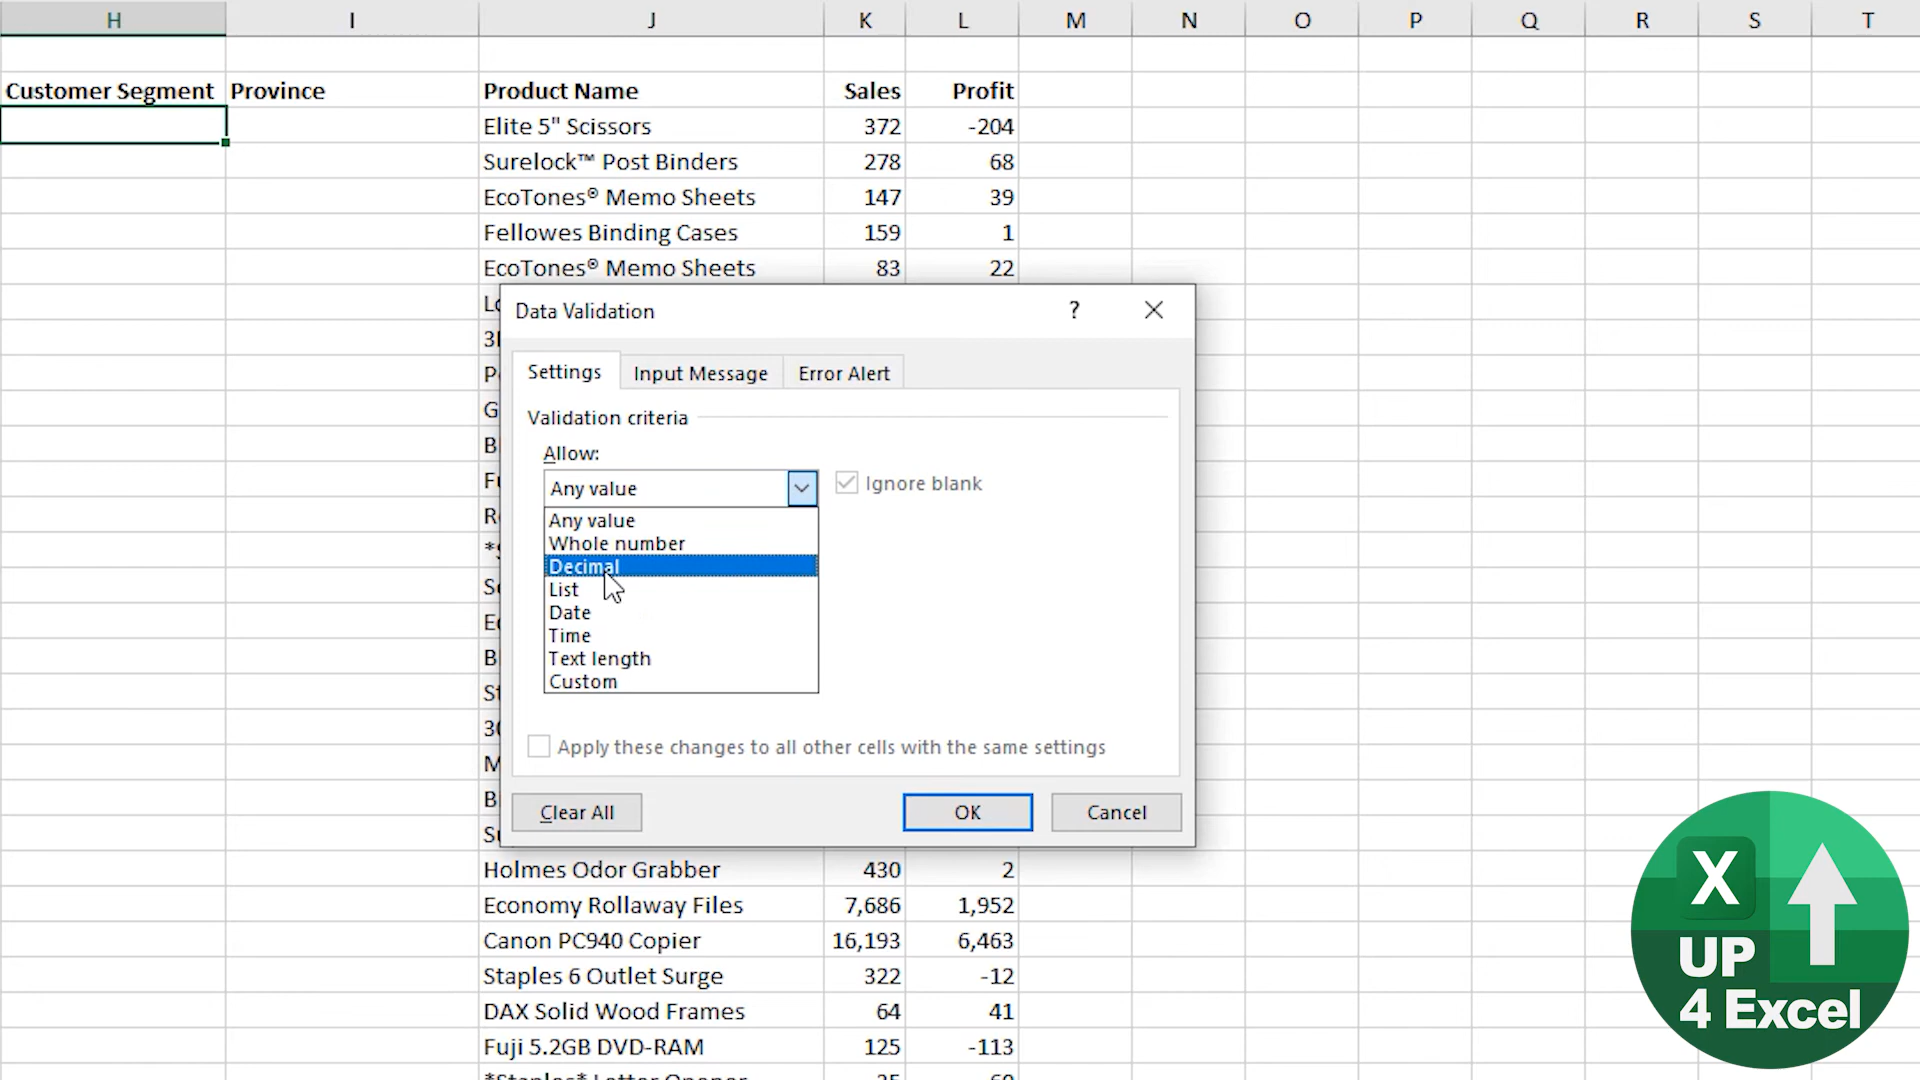 H I J K L M N O P Q R S T
Customer Segment Province Product Name Sales Profit
Elite 5" Scissors 372 -204
Surelock™ Post Binders 278 68
EcoTones® Memo Sheets 147 39
Fellowes Binding Cases 159 1
EcoTones® Memo Sheets 83 22
Data Validation ?
Settings Input Message Error Alert
Validation criteria
Allow:
Any value Ignore blank
Any value
Whole number
Decimal
List
Date
Time
Text length
Custom
Apply these changes to all other cells with the same settings
Clear All OK Cancel
Holmes Odor Grabber 430 2
Economy Rollaway Files 7,686 1,952
Canon PC940 Copier 16,193 6,463
Staples 6 Outlet Surge 322 -12
DAX Solid Wood Frames 64 41
Fuji 5.2GB DVD-RAM 125 -113
X
UP
4 Excel